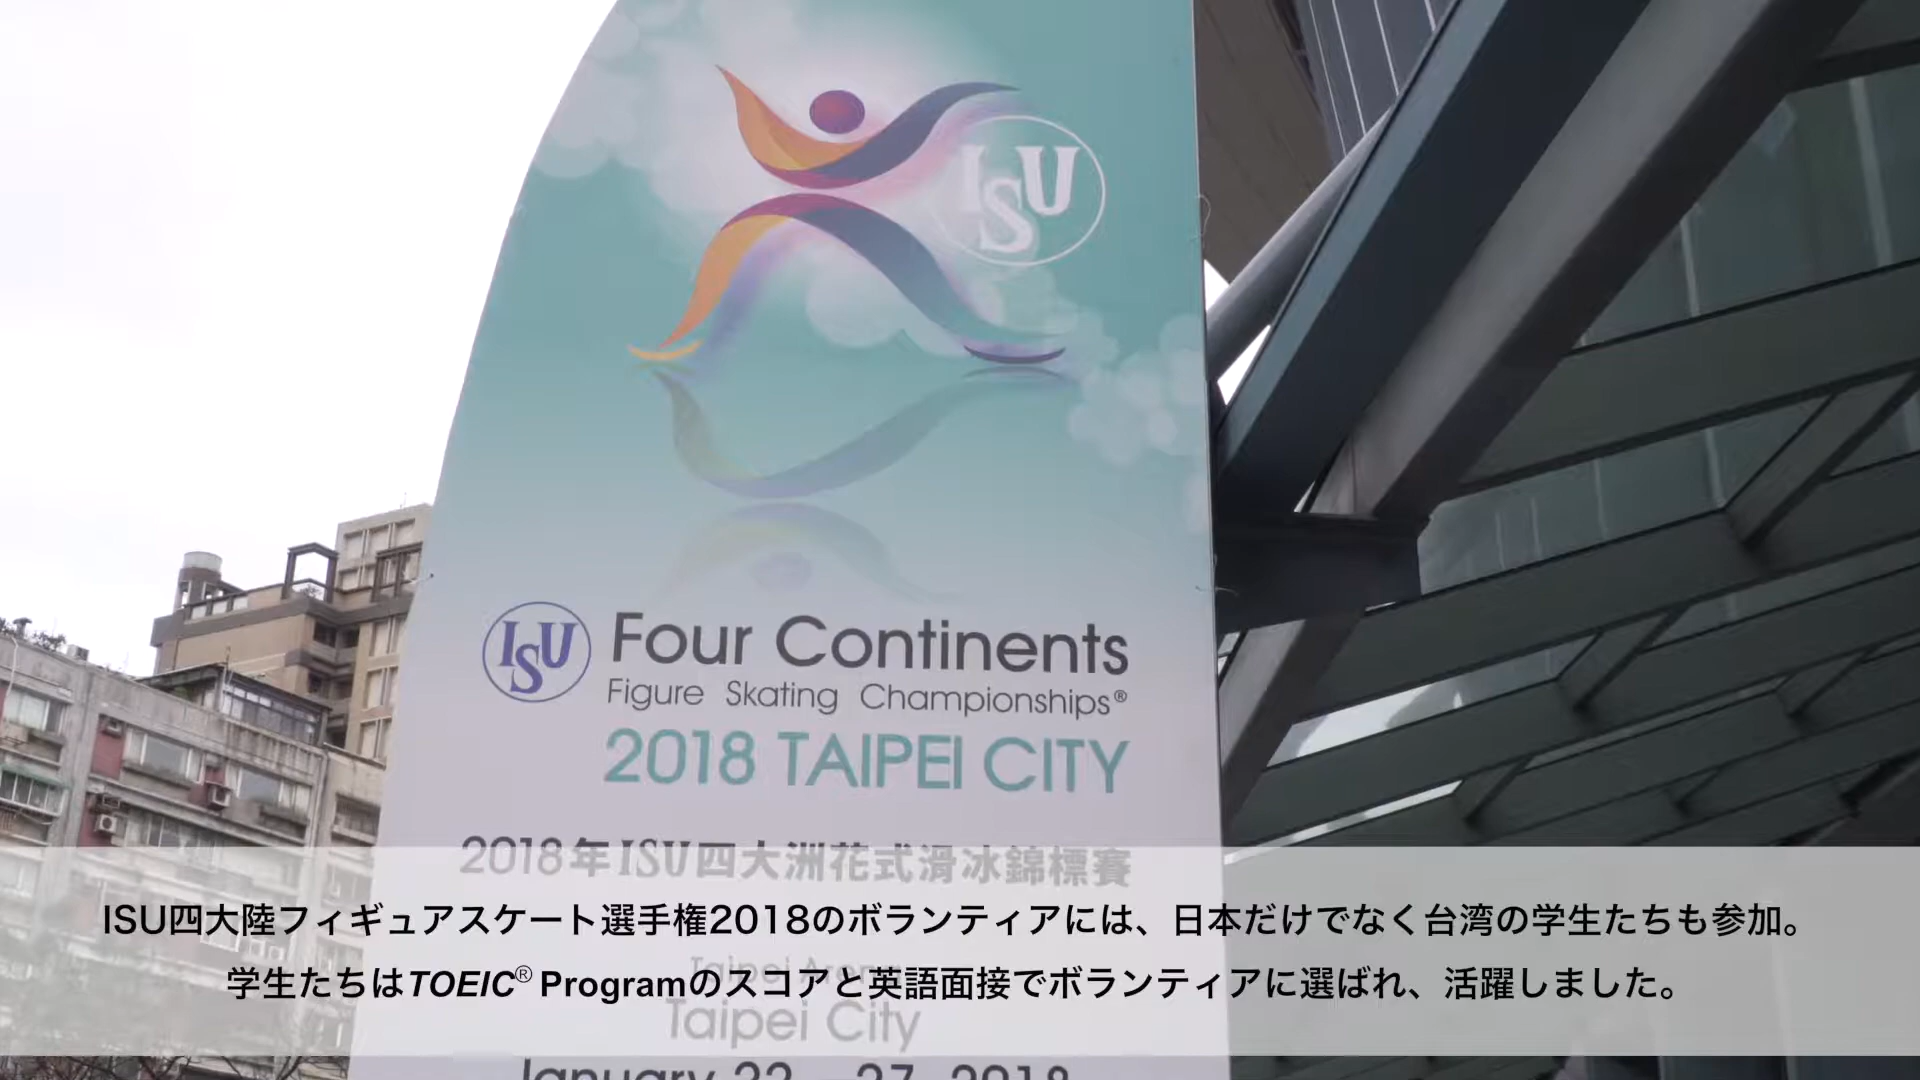 ISU
ISU
Four Continents
Figure Skating Championships®
2018 TAIPEI CITY
2018年ISU四大洲花式滑冰錦標賽
ISU四大陸フィギュアスケート選手権2018のボランティアには、日本だけでなく台湾の学生たちも参加。
Taipei Arena
学生たちはTOEIC® Programのスコアと英語面接でボランティアに選ばれ、活躍しました。
Taipei City
January 22 - 27, 2018